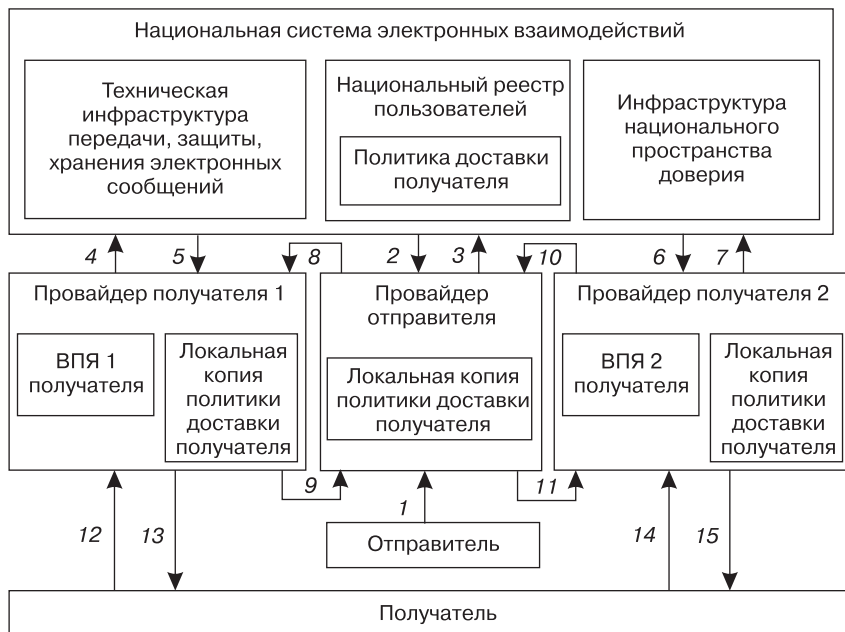 Национальная система электронных взаимодействий
Техническая
инфраструктура
передачи, защиты,
хранения электронных
сообщений
Национальный реестр
пользователей
Политика доставки
получателя
Инфраструктура
национального
пространства
доверия
4
5
8
2
3
10
6
7
Провайдер получателя 1
ВПЯ 1
получателя
Локальная
копия
политики
доставки
получателя
Провайдер
отправителя
Локальная копия
политики доставки
получателя
Провайдер получателя 2
ВПЯ 2
получателя
Локальная
копия
политики
доставки
получателя
9
1
11
12
13
14
15
Отправитель
Получатель